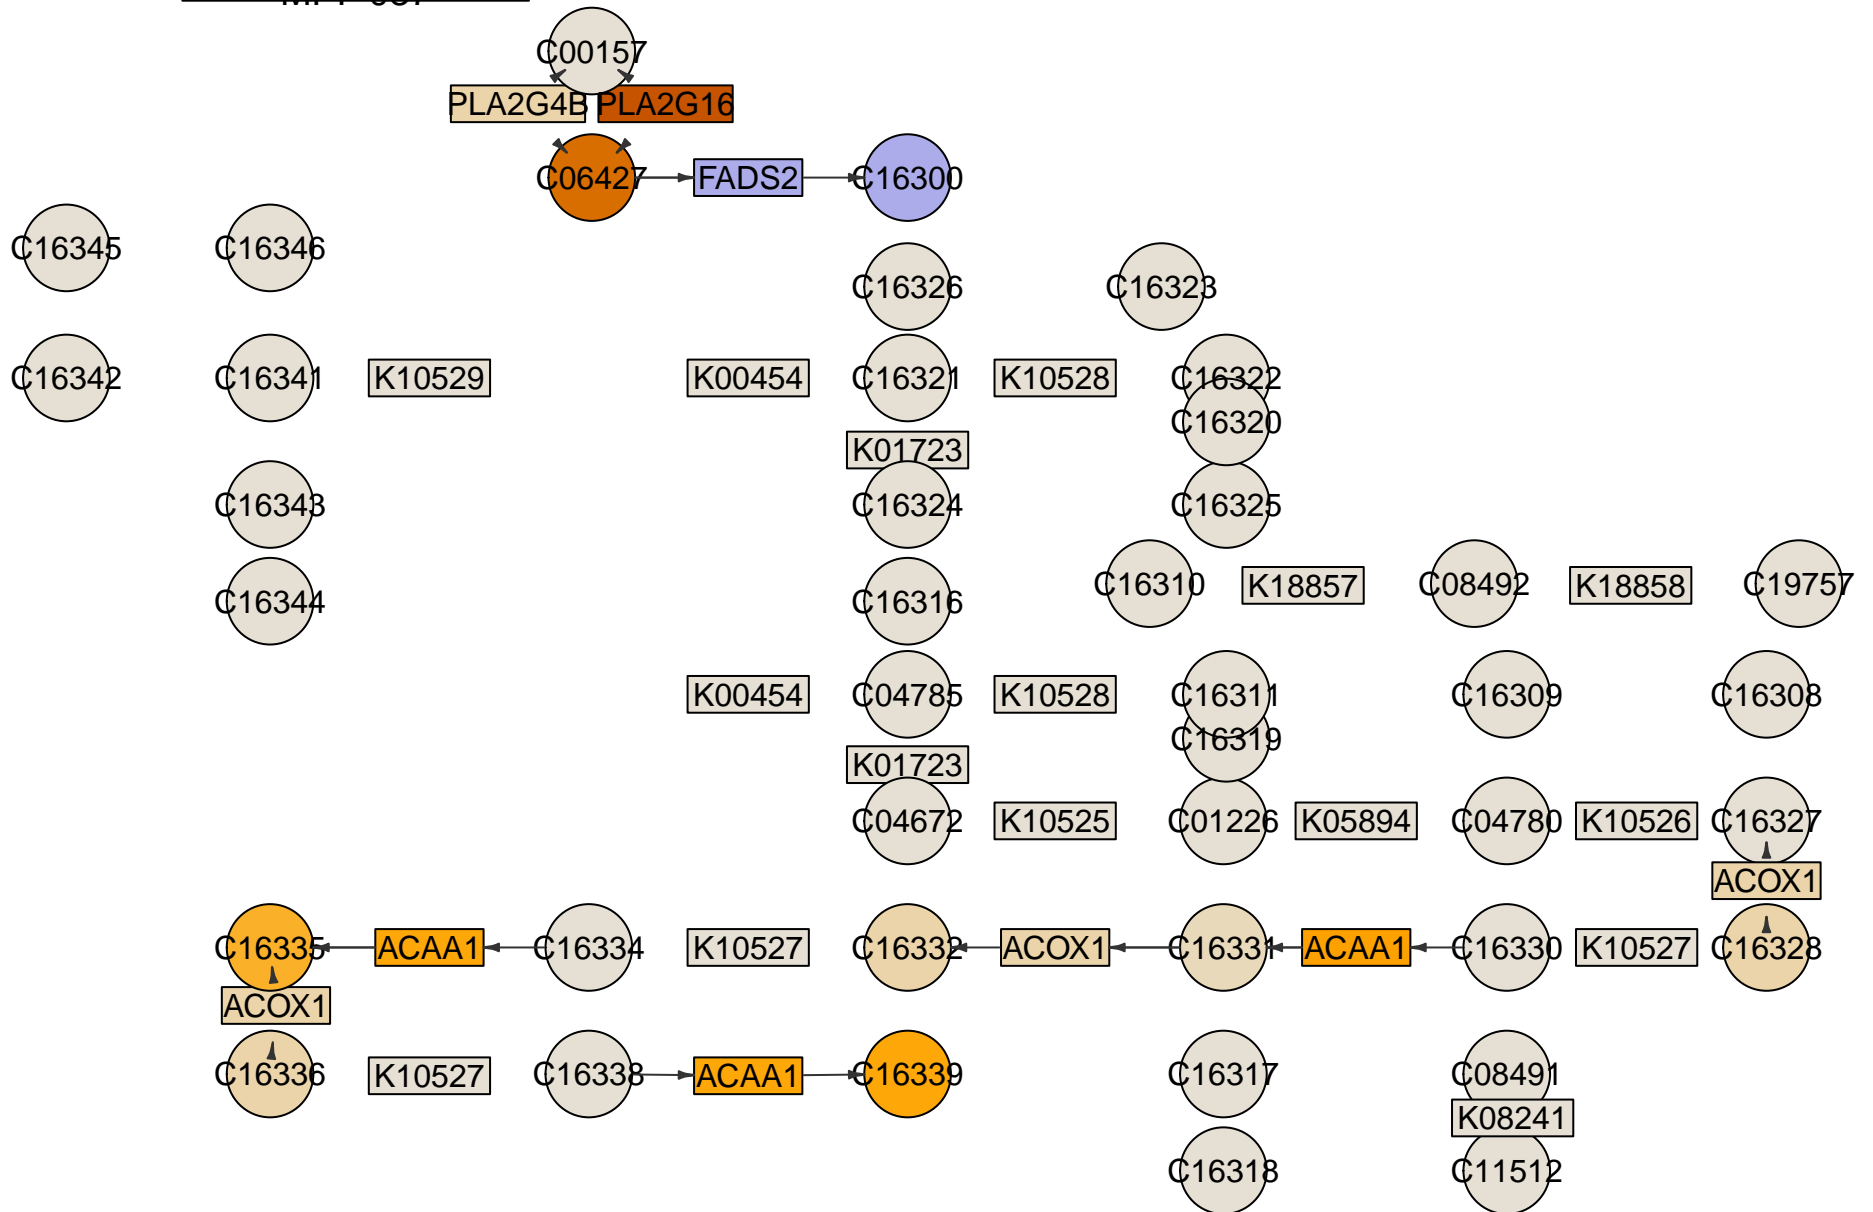 C00157
PLA2G4B PLA2G16
C06427 FADS2 C16300
C16345 C16346
C16326 C16323
C16342 C16341 K10529 K00454 C16321 K10528 C16322
C16320
K01723
C16343 C16324 C16325
C16310 K18857 C08492 K18858 C19757
C16344 C16316
K00454 C04785 K10528 C16311 C16309 C16308
C16319
K01723
C04672 K10525 C01226 K05894 C04780 K10526 C16327
ACOX1
C16335 ACAA1 C16334 K10527 C16332 ACOX1 C16331 ACAA1 C16330 K10527 C16328
ACOX1
C16336 K10527 C16338 ACAA1 C16339 C16317 C08491
K08241
C16318 C11512